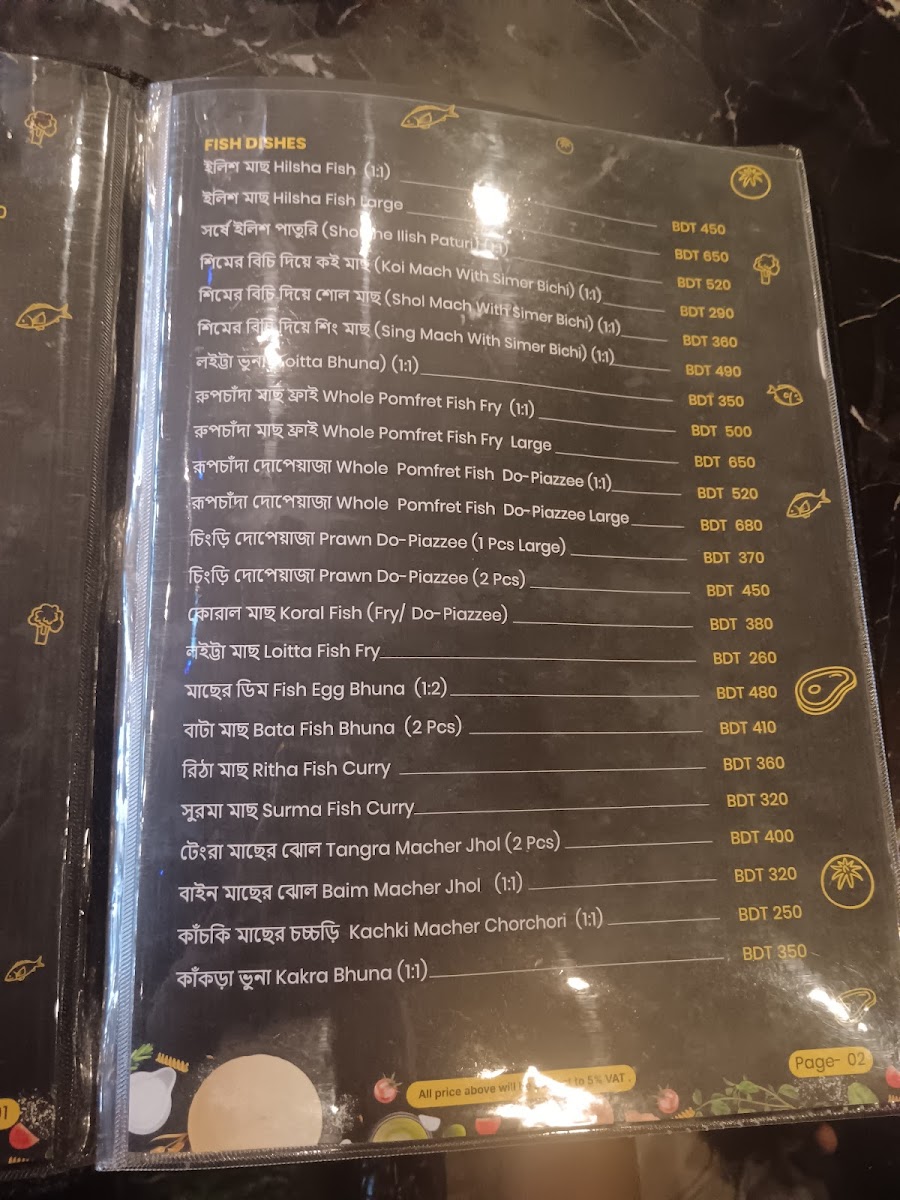 FISH DISHES
ইলিশ মাছ Hilsha Fish (1:1) BDT 450
ইলিশ মাছ Hilsha Fish Large BDT 650
সর্ষে ইলিশ পাতুরি Ilish Paturi) (1:1) BDT 520
শিমের বিচি দিয়ে কই মাছ (Koi Mach With Simer Bichi) (1:1) BDT 290
শিমের বিচি দিয়ে শোল মাছ (Shol Mach With Simer Bichi) (1:1) BDT 360
শিমের বিচি দিয়ে শিং মাছ (Sing Mach With Simer Bichi) (1:1) BDT 490
লইট্টা ভুনা (Loitta Bhuna) (1:1) BDT 350
রুপচাঁদা মাছ ফ্রাই Whole Pomfret Fish Fry (1:1) BDT 500
রুপচাঁদা মাছ ফ্রাই Whole Pomfret Fish Fry Large BDT 650
রূপচাঁদা দোপেয়াজা Whole Pomfret Fish Do-Piazzee (1:1) BDT 520
রূপচাঁদা দোপেয়াজা Whole Pomfret Fish Do-Piazzee Large BDT 680
চিংড়ি দোপেয়াজা Prawn Do-Piazzee (1 Pcs Large) BDT 370
চিংড়ি দোপেয়াজা Prawn Do-Piazzee (2 Pcs) BDT 450
কোরাল মাছ Koral Fish (Fry/ Do-Piazzee) BDT 380
লইট্টা মাছ Loitta Fish Fry BDT 260
মাছের ডিম Fish Egg Bhuna (1:2) BDT 480
বাটা মাছ Bata Fish Bhuna (2 Pcs) BDT 410
রিঠা মাছ Ritha Fish Curry BDT 360
সুরমা মাছ Surma Fish Curry BDT 320
টেংরা মাছের ঝোল Tangra Macher Jhol (2 Pcs) BDT 400
বাইন মাছের ঝোল Baim Macher Jhol (1:1) BDT 320
কাঁচকি মাছের চচ্চড়ি Kachki Macher Chorchori (1:1) BDT 250
কাঁকড়া ভুনা Kakra Bhuna (1:1) BDT 350
Page- 02
All price above will to 5% VAT .